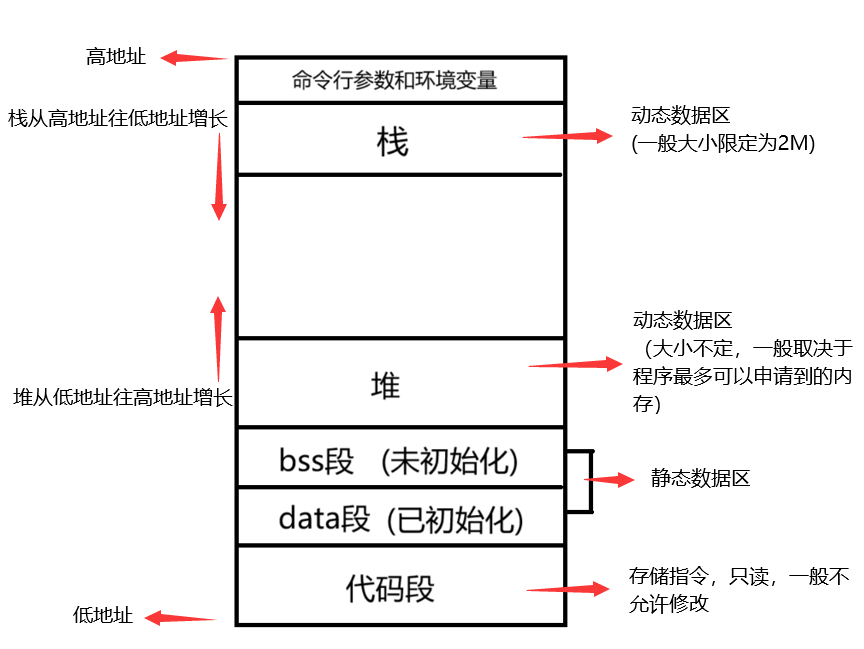 高地址
命令行参数和环境变量
栈从高地址往低地址增长
栈
动态数据区
(一般大小限定为2M)
动态数据区
（大小不定，一般取决于
程序最多可以申请到的内
存）
堆从低地址往高地址增长
堆
bss段 (未初始化)
静态数据区
data段 (已初始化)
代码段
存储指令，只读，一般不
允许修改
低地址